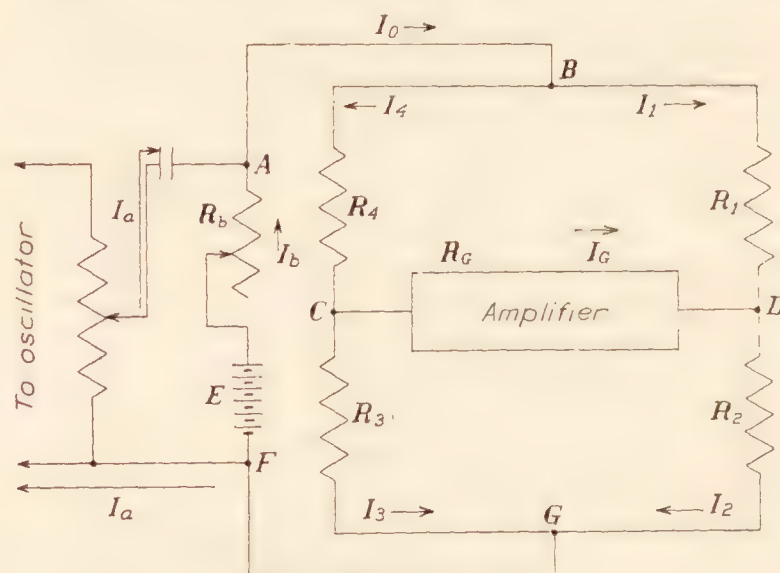 I0
B
I4
I1
A
Ia
Rb
Ib
R4
R1
To oscillator
RG
IG
C
Amplifier
D
E
R3
R2
F
Ia
I3
G
I2